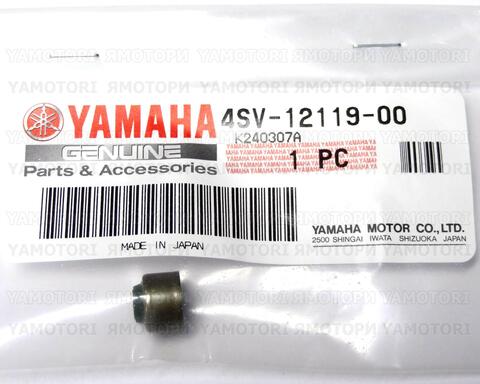 YAMAHA
GENUINE
Parts & Accessories
4SV-12119-00
K240307A
1 PC
MADE IN JAPAN
YAMAHA MOTOR CO.,LTD.
2500 SHINGAI IWATA SHIZUOKA JAPAN
YAMOTORI ЯМОТОРИ YAMOTORI ЯМОТОРИ YAMOTORI